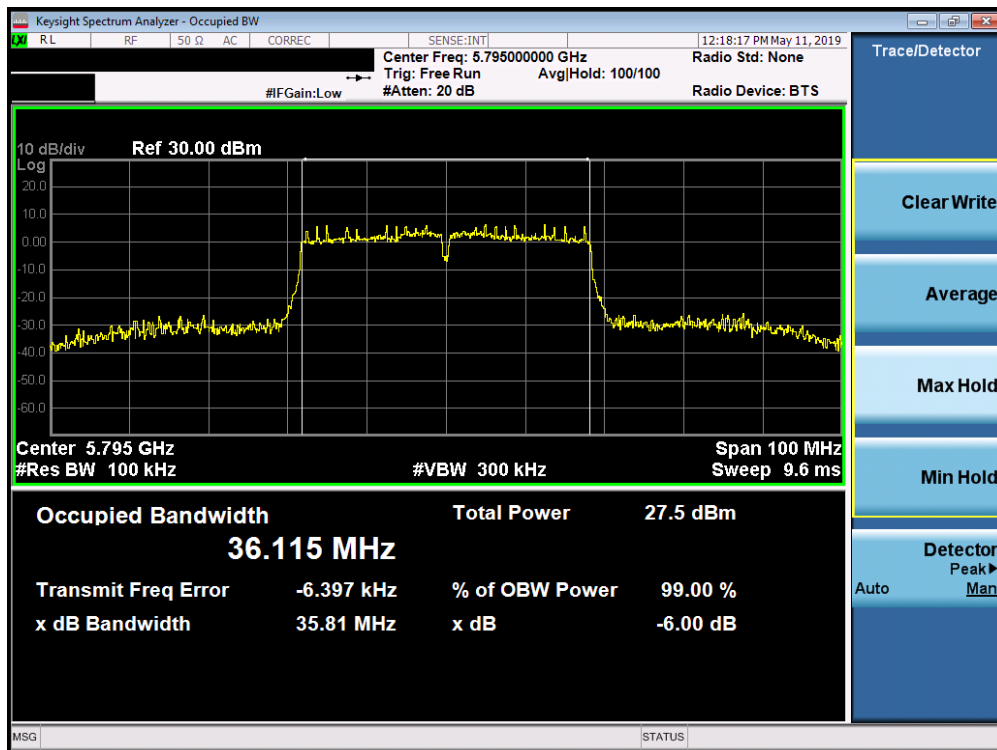 Keysight Spectrum Analyzer - Occupied BW
LXI RL RF 50 Ω AC CORREC SENSE:INT 12:18:17 PM May 11, 2019
Center Freq: 5.795000000 GHz Radio Std: None
Trig: Free Run Avg|Hold: 100/100
#IFGain:Low #Atten: 20 dB Radio Device: BTS
10 dB/div Ref 30.00 dBm
Log
20.0
10.0
0.00
-10.0
-20.0
-30.0
-40.0
-50.0
-60.0
Center 5.795 GHz Span 100 MHz
#Res BW 100 kHz #VBW 300 kHz Sweep 9.6 ms
Occupied Bandwidth Total Power 27.5 dBm
36.115 MHz
Transmit Freq Error -6.397 kHz % of OBW Power 99.00 %
x dB Bandwidth 35.81 MHz x dB -6.00 dB
MSG STATUS
Trace/Detector
Clear Write
Average
Max Hold
Min Hold
Detector
Peak▶
Auto Man